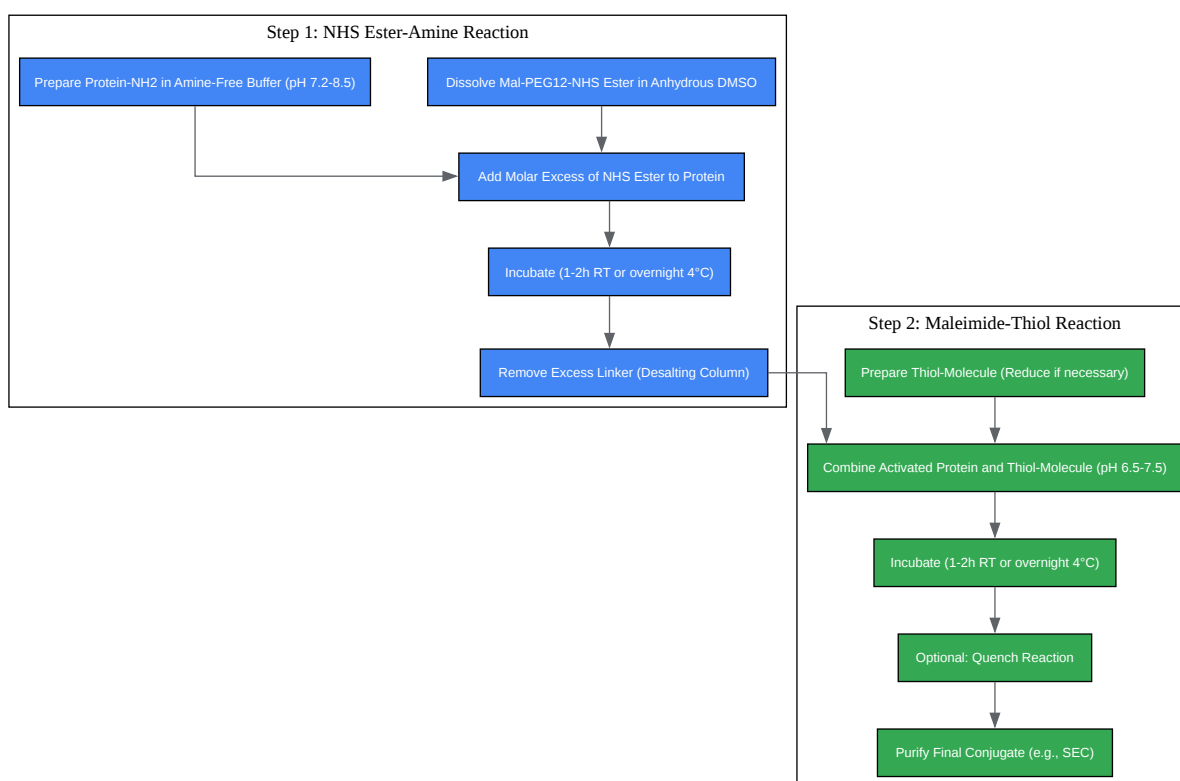 Step 1: NHS Ester-Amine Reaction
Prepare Protein-NH2 in Amine-Free Buffer (pH 7.2-8.5)
Dissolve Mal-PEG12-NHS Ester in Anhydrous DMSO
Add Molar Excess of NHS Ester to Protein
Incubate (1-2h RT or overnight 4°C)
Remove Excess Linker (Desalting Column)
Step 2: Maleimide-Thiol Reaction
Prepare Thiol-Molecule (Reduce if necessary)
Combine Activated Protein and Thiol-Molecule (pH 6.5-7.5)
Incubate (1-2h RT or overnight 4°C)
Optional: Quench Reaction
Purify Final Conjugate (e.g., SEC)